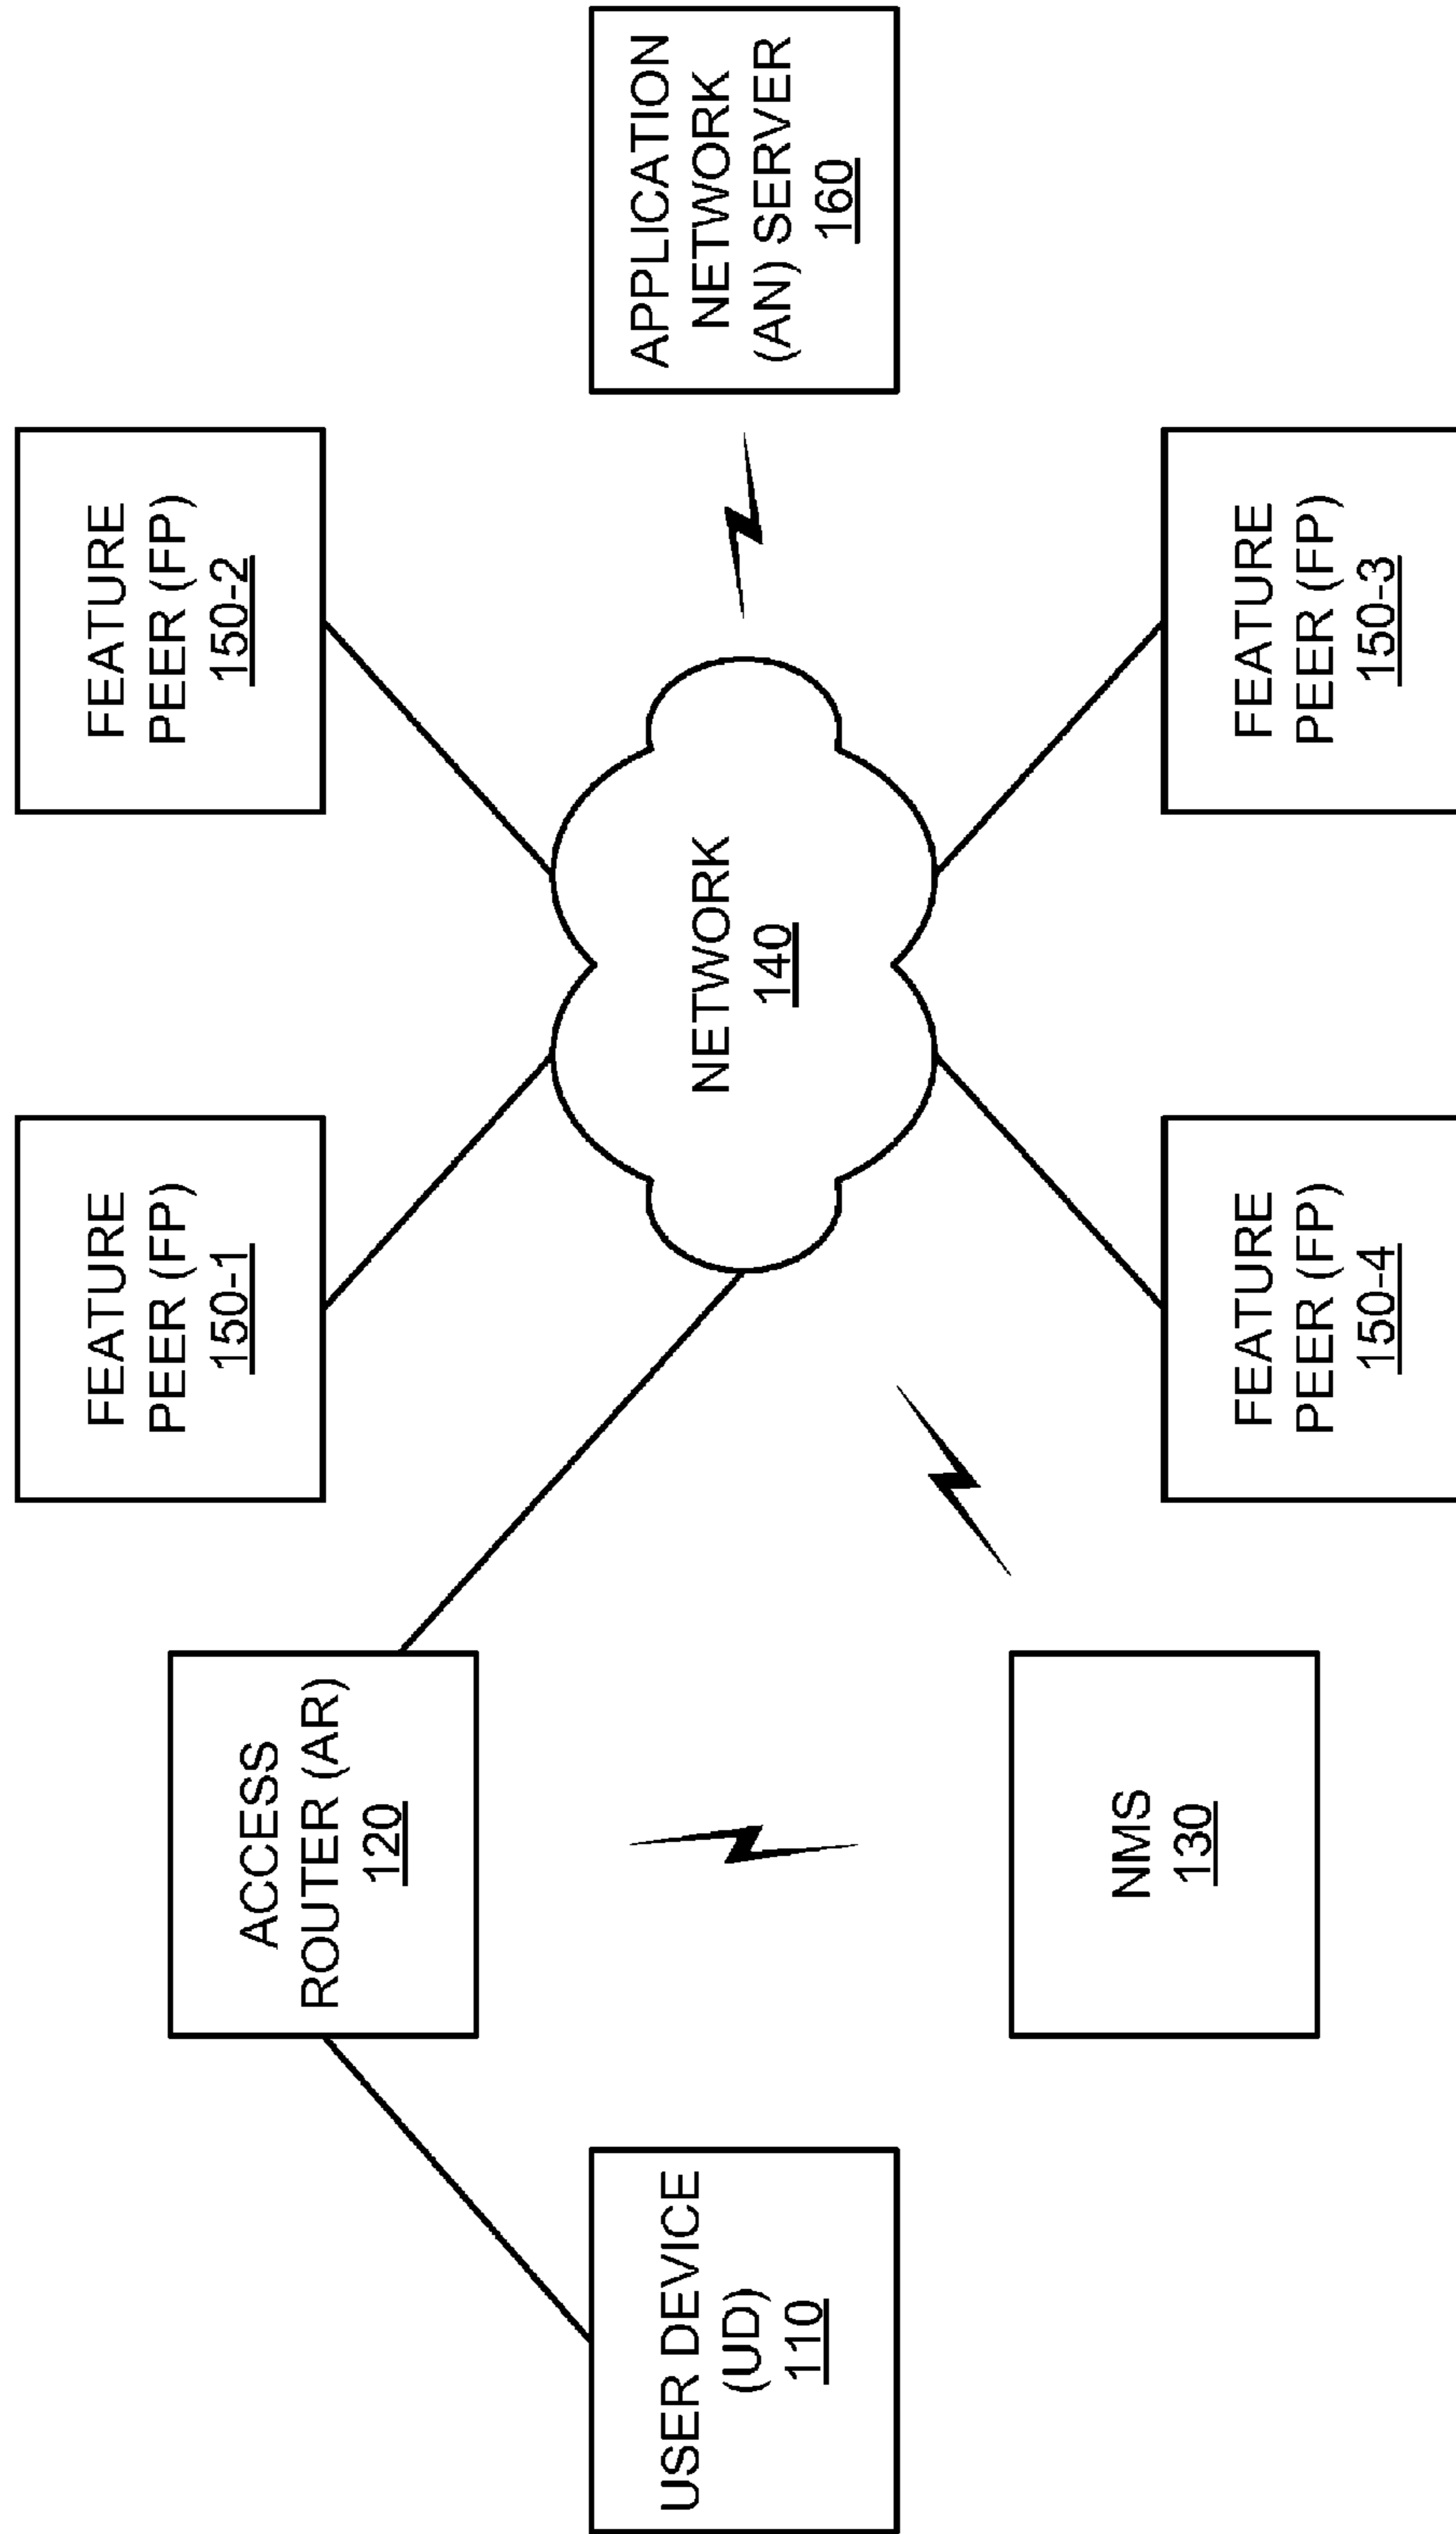 FEATURE
PEER (FP)
150-1
FEATURE
PEER (FP)
150-2
ACCESS
ROUTER (AR)
120
USER DEVICE
(UD)
110
NETWORK
140
APPLICATION
NETWORK
(AN) SERVER
160
NMS
130
FEATURE
PEER (FP)
150-4
FEATURE
PEER (FP)
150-3